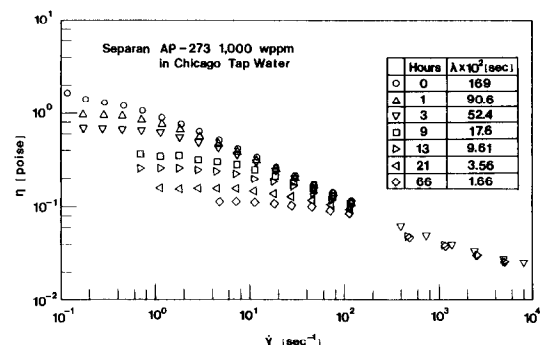 Separan AP-273 1,000 wppm
in Chicago Tap Water
Hours λ×10² [sec]
○ 0 169
△ 1 90.6
▽ 3 52.4
□ 9 17.6
▷ 13 9.61
◁ 21 3.56
◇ 66 1.66
η [poise]
10¹
10⁰
10⁻¹
10⁻²
10⁻¹ 10⁰ 10¹ 10² 10³ 10⁴
γ̇ [sec⁻¹]